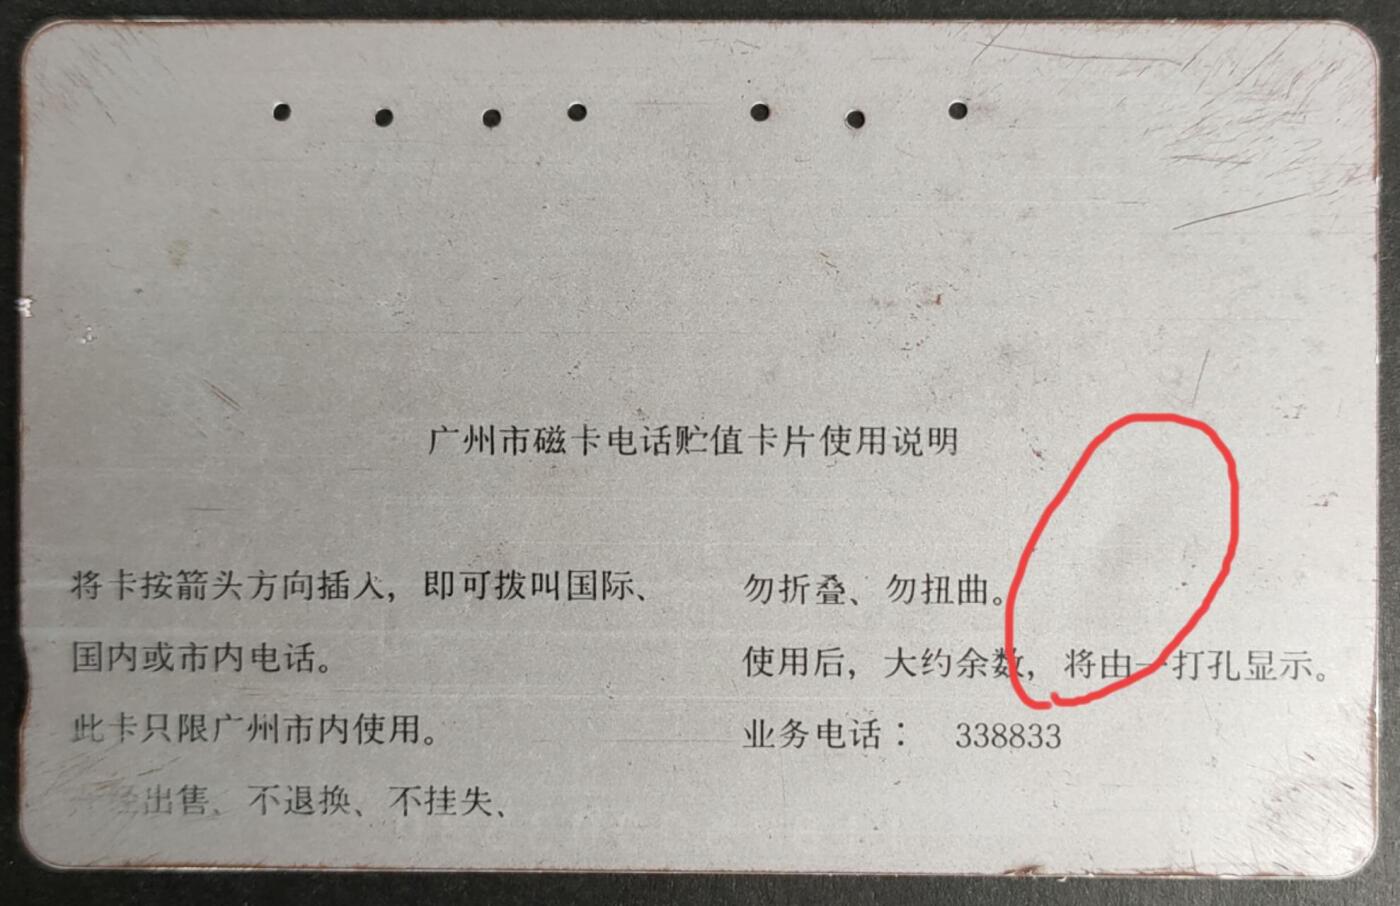 广州市磁卡电话贮值卡片使用说明
将卡按箭头方向插入，即可拨叫国际、
国内或市内电话。
此卡只限广州市内使用。
出售、不退换、不挂失、
勿折叠、勿扭曲。
使用后，大约余数，将由一打孔显示。
业务电话：338833